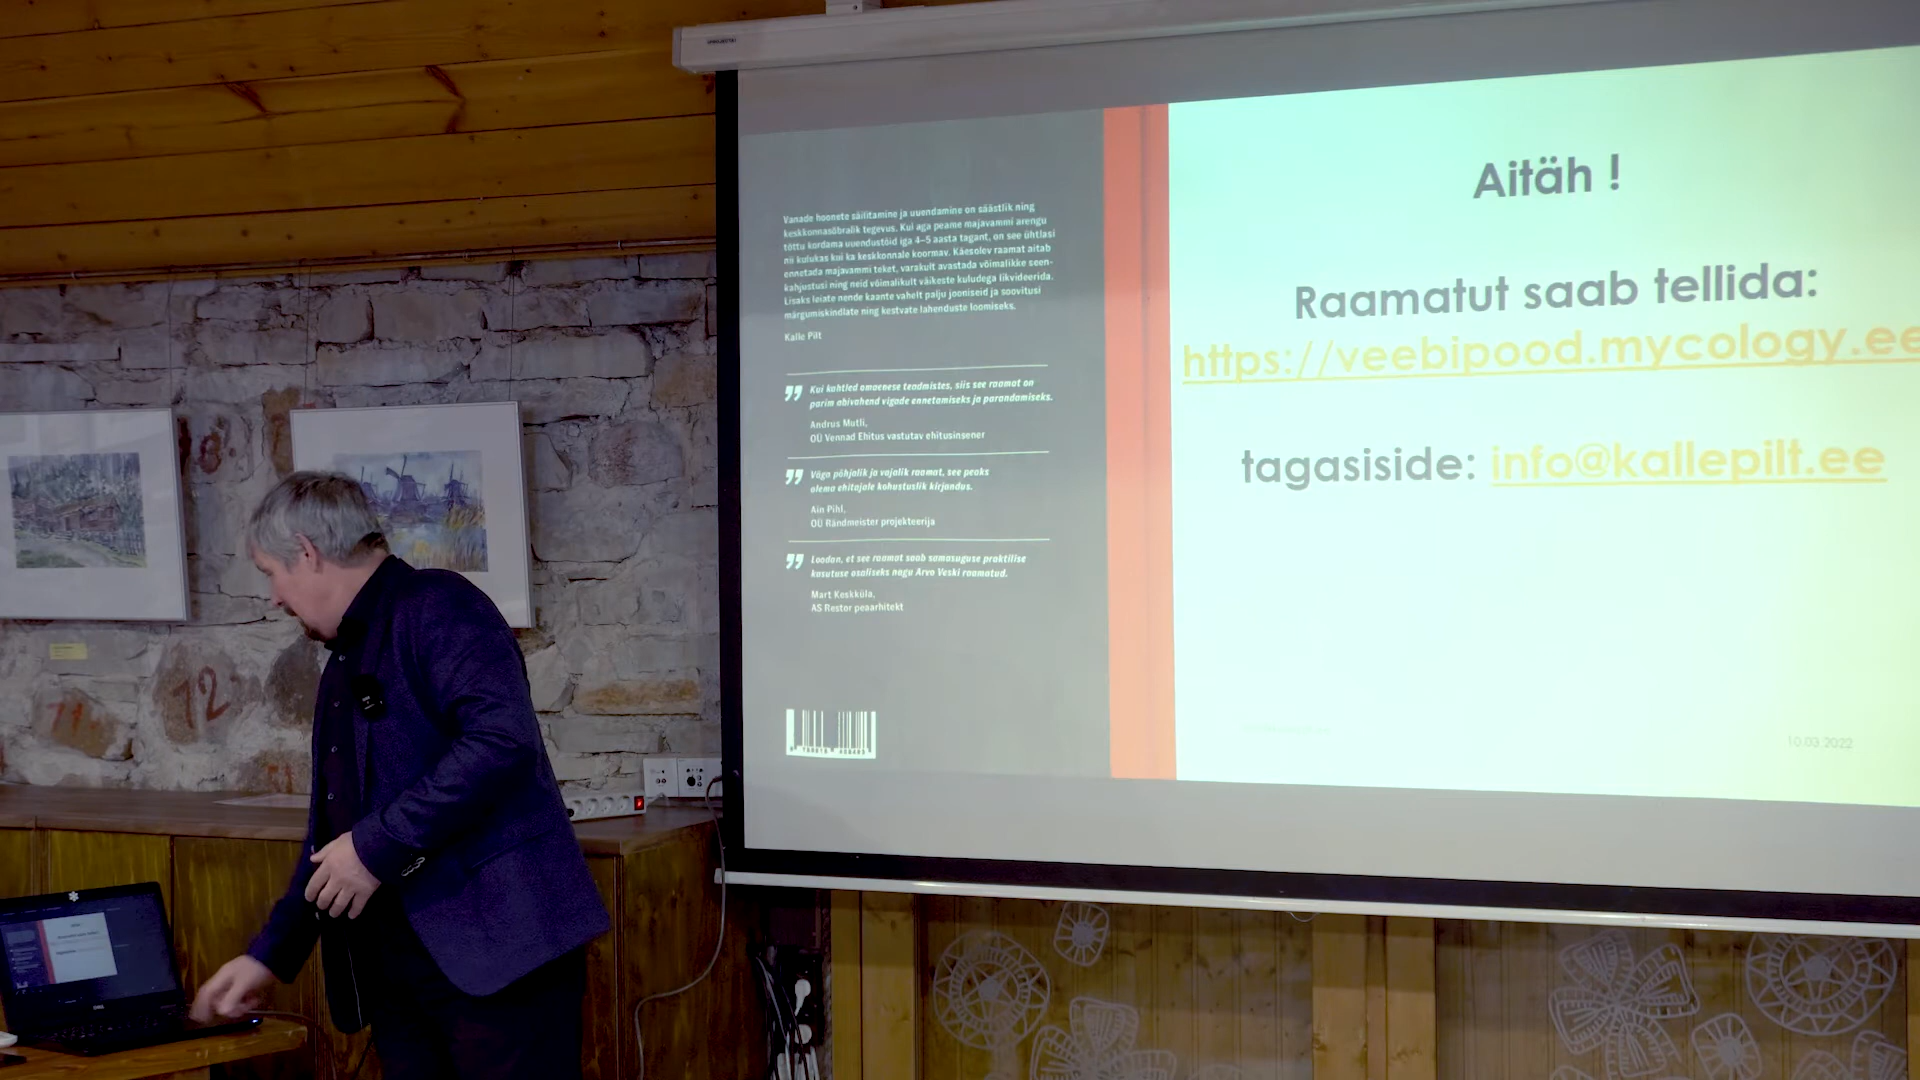 Vanade hoonete säilitamine ja uuendamine on säästlik ning
keskkonnasõbralik tegevus. Kui aga peame majavammi arengu
tõttu kordama uuendustöid iga 4–5 aasta tagant, on see ühtlasi
nii kulukas kui ka keskkonnale koormav. Käesolev raamat aitab
ennetada majavammi teket, varakult avastada võimalikke seen-
kahjustusi ning neid võimalikult väikeste kuludega likvideerida.
Lisaks leiate nende kaante vahelt palju jooniseid ja soovitusi
märgumiskindlate ning kestvate lahenduste loomiseks.
Kalle Pilt
Kui kahtled omaenese teadmistes, siis see raamat on
parim abivahend vigade ennetamiseks ja parandamiseks.
Andrus Mutli,
OÜ Vennad Ehitus vastutav ehitusinsener
Väga põhjalik ja vajalik raamat, see peaks
olema ehitajale kohustuslik kirjandus.
Ain Pihl,
OÜ Rändmeister projekteerija
Loodan, et see raamat saab samasuguse praktilise
kasutuse osaliseks nagu Arvo Veski raamatud.
Mart Keskküla,
AS Restor peaarhitekt
Aitäh !
Raamatut saab tellida:
https://veebipood.mycology.ee
tagasiside: info@kallepilt.ee
10.03.2022
8.
11.
12
DELL